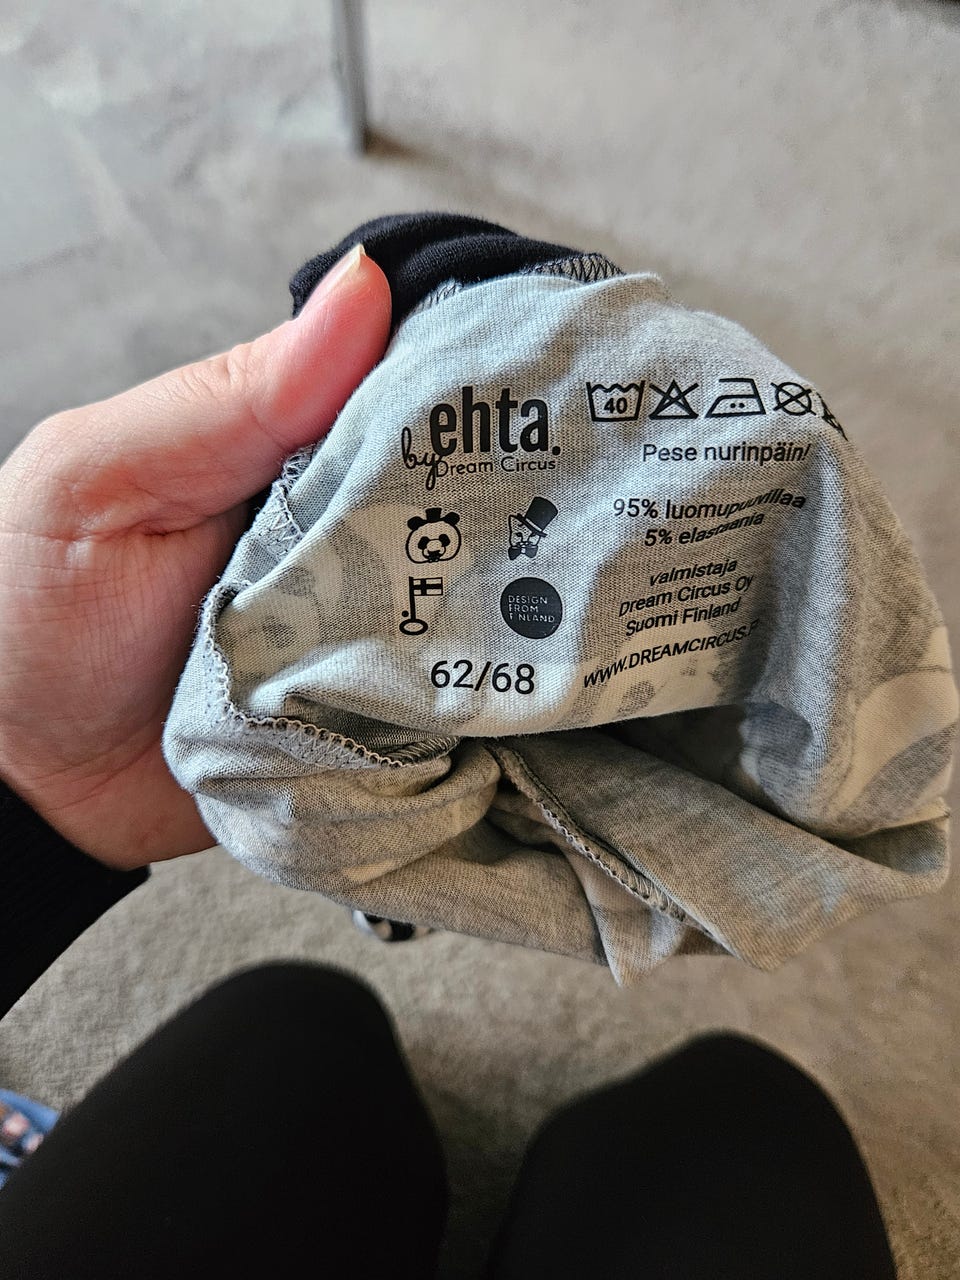 ehta.
by Dream Circus
40
Pese nurinpäin!
95% luomupuuvillaa
5% elastaania
valmistaja
Dream Circus Oy
Suomi Finland
WWW.DREAMCIRCUS.F
DESIGN
FROM
FINLAND
62/68